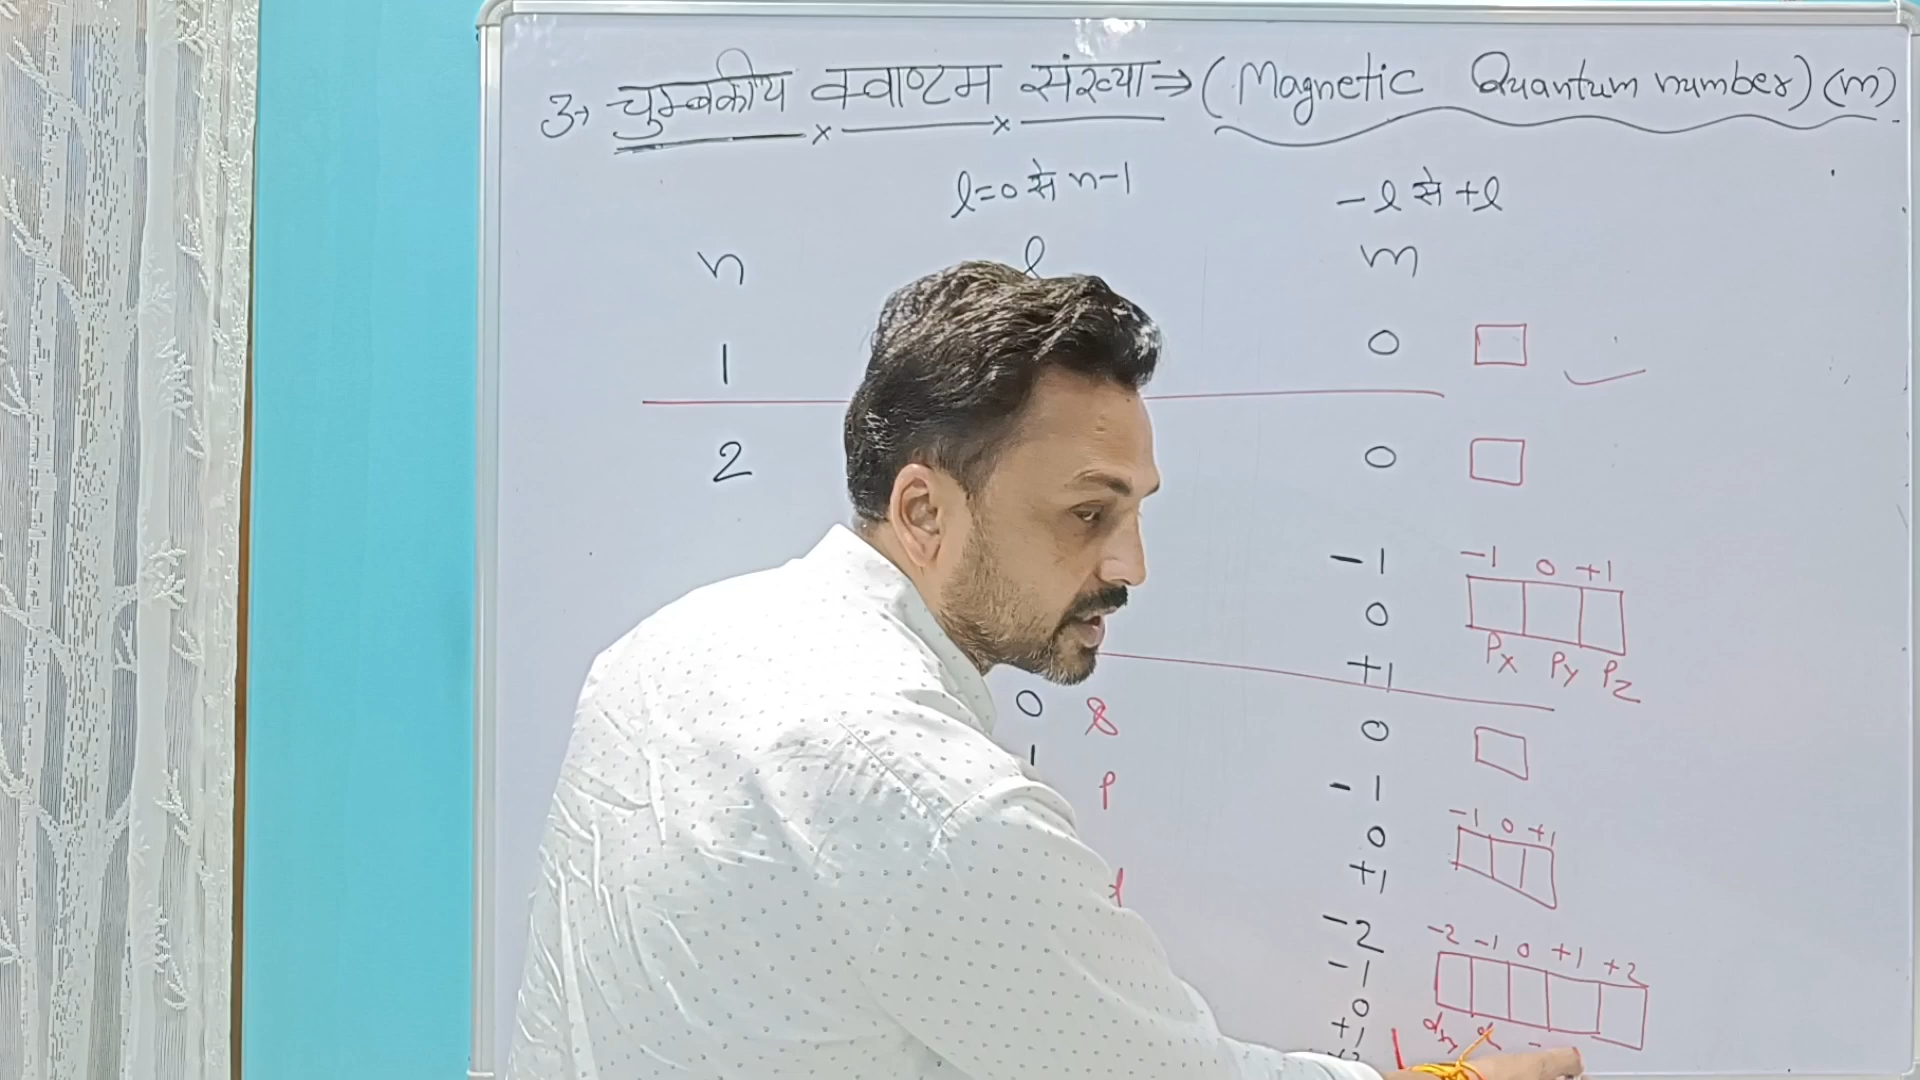 3→ चुम्बकीय क्वाण्टम संख्या → (Magnetic Quantum number) (m)
l=0 से n-1 -l से +l
n l m
1 0
2 0
-1 -1 0 +1
0
+1 Px Py Pz
0 s 0
1 p -1
-1 0 +1
0
+1
d
-2
-2 -1 0 +1 +2
-1
0
+1